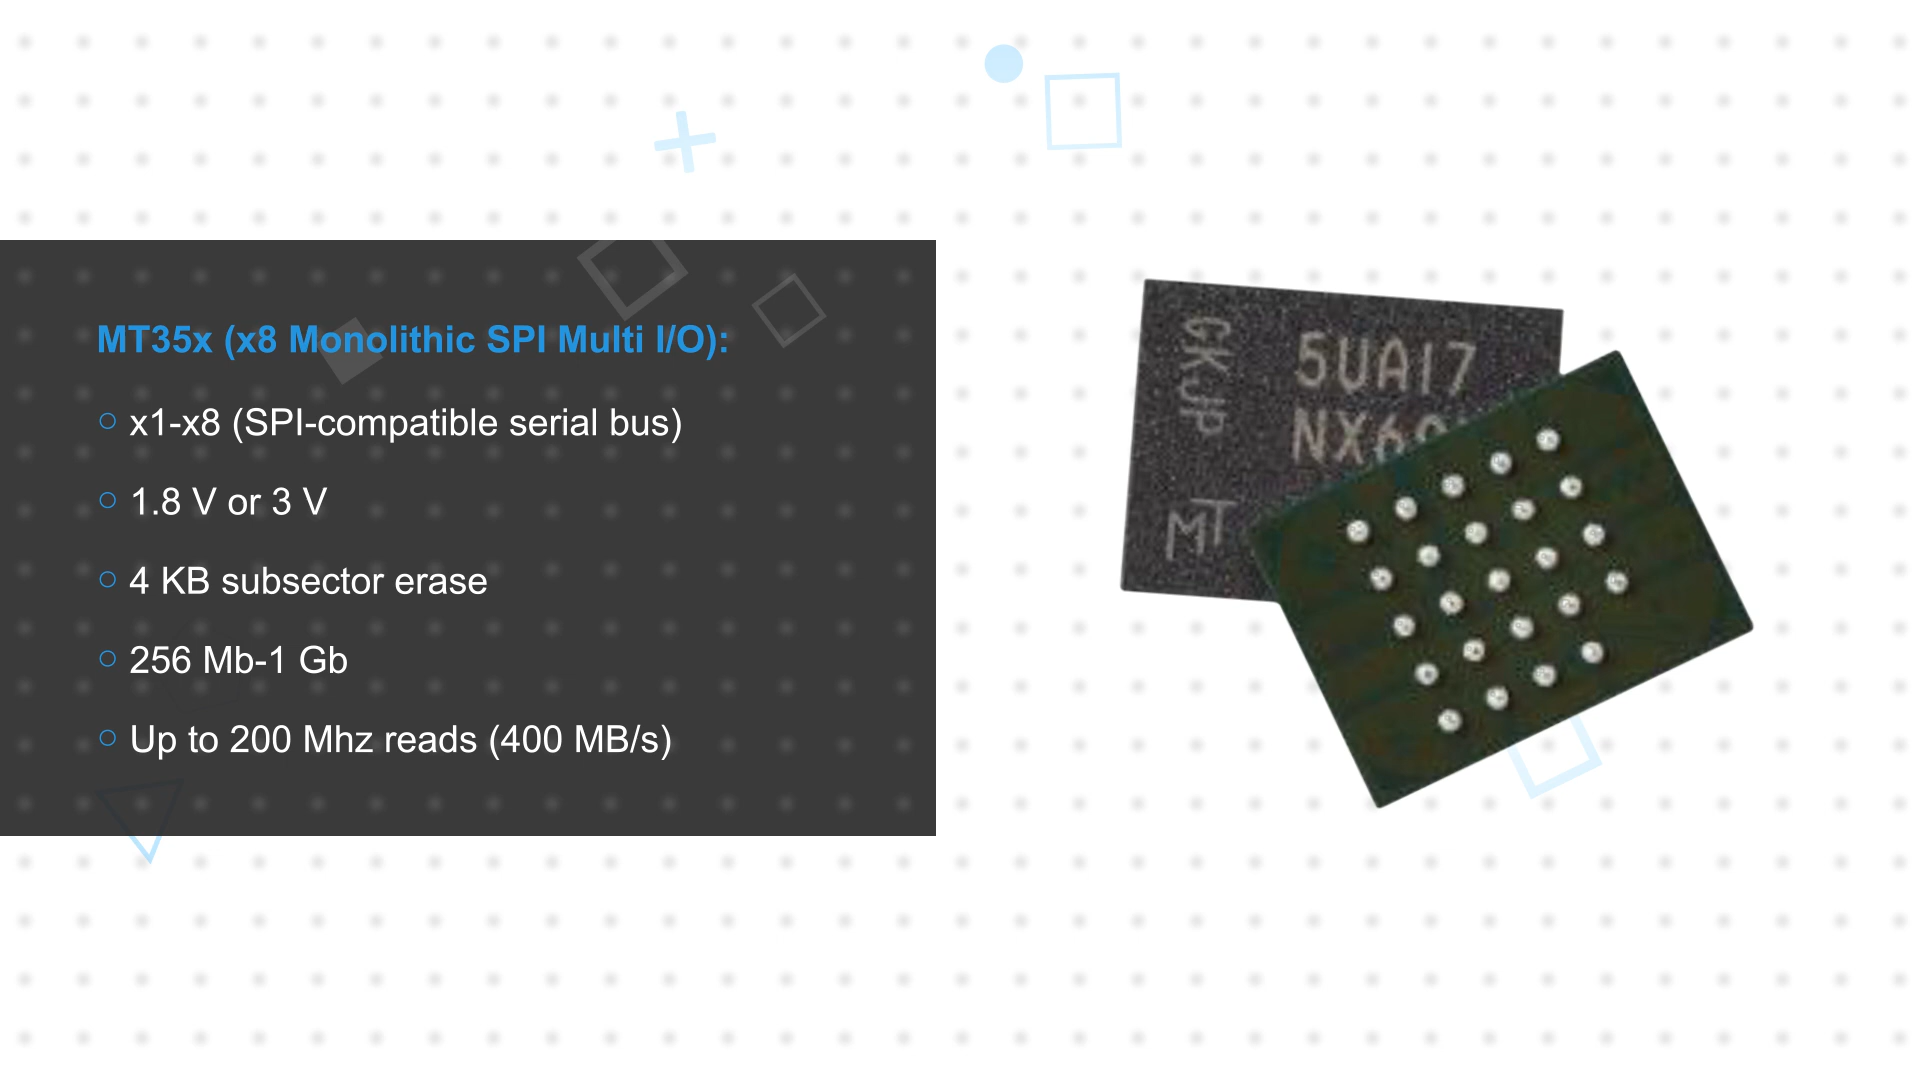 MT35x (x8 Monolithic SPI Multi I/O):
x1-x8 (SPI-compatible serial bus)
1.8 V or 3 V
4 KB subsector erase
256 Mb-1 Gb
Up to 200 Mhz reads (400 MB/s)
CKJP
5UA17
MT